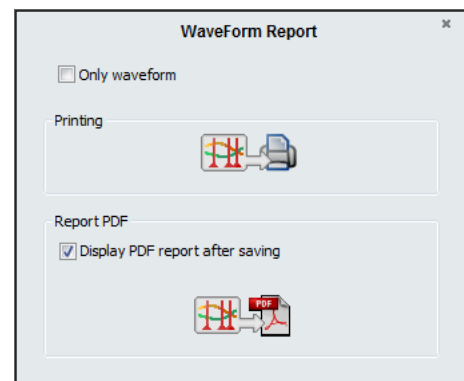 WaveForm Report
Only waveform
Printing
Report PDF
Display PDF report after saving
PDF